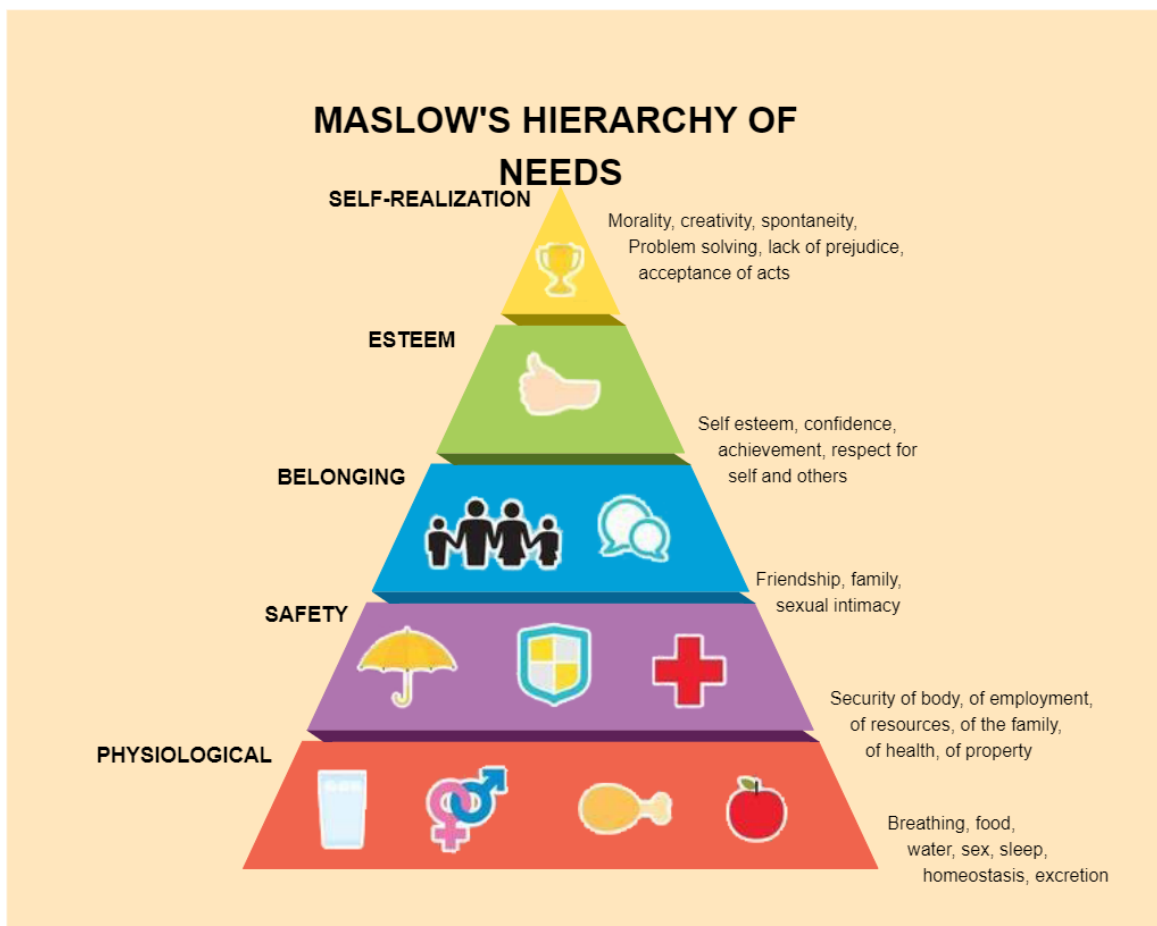 MASLOW'S HIERARCHY OF
NEEDS
SELF-REALIZATION
Morality, creativity, spontaneity,
Problem solving, lack of prejudice,
acceptance of acts
ESTEEM
Self esteem, confidence,
achievement, respect for
self and others
BELONGING
Friendship, family,
sexual intimacy
SAFETY
Security of body, of employment,
of resources, of the family,
of health, of property
PHYSIOLOGICAL
Breathing, food,
water, sex, sleep,
homeostasis, excretion